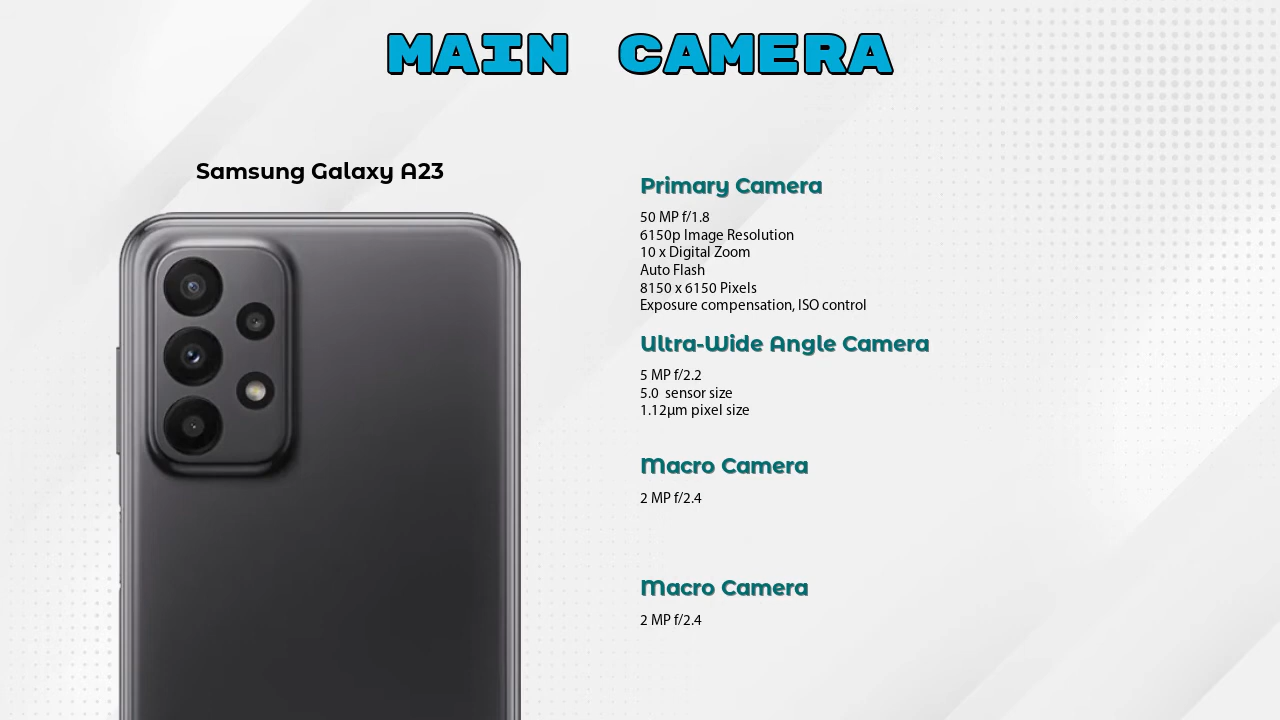 MAIN CAMERA
Samsung Galaxy A23
Primary Camera
50 MP f/1.8
6150p Image Resolution
10 x Digital Zoom
Auto Flash
8150 x 6150 Pixels
Exposure compensation, ISO control
Ultra-Wide Angle Camera
5 MP f/2.2
5.0 sensor size
1.12µm pixel size
Macro Camera
2 MP f/2.4
Macro Camera
2 MP f/2.4